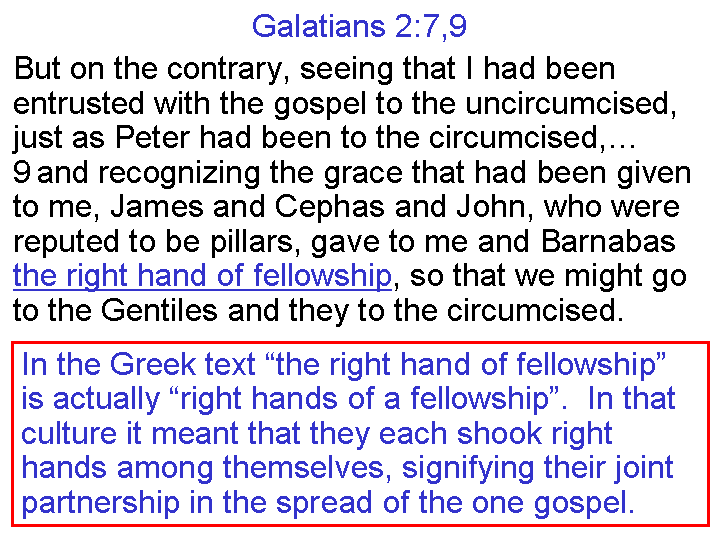 Galatians 2:7,9
But on the contrary, seeing that I had been
entrusted with the gospel to the uncircumcised,
just as Peter had been to the circumcised,…
9 and recognizing the grace that had been given
to me, James and Cephas and John, who were
reputed to be pillars, gave to me and Barnabas
the right hand of fellowship, so that we might go
to the Gentiles and they to the circumcised.
In the Greek text “the right hand of fellowship”
is actually “right hands of a fellowship”.  In that
culture it meant that they each shook right
hands among themselves, signifying their joint
partnership in the spread of the one gospel.